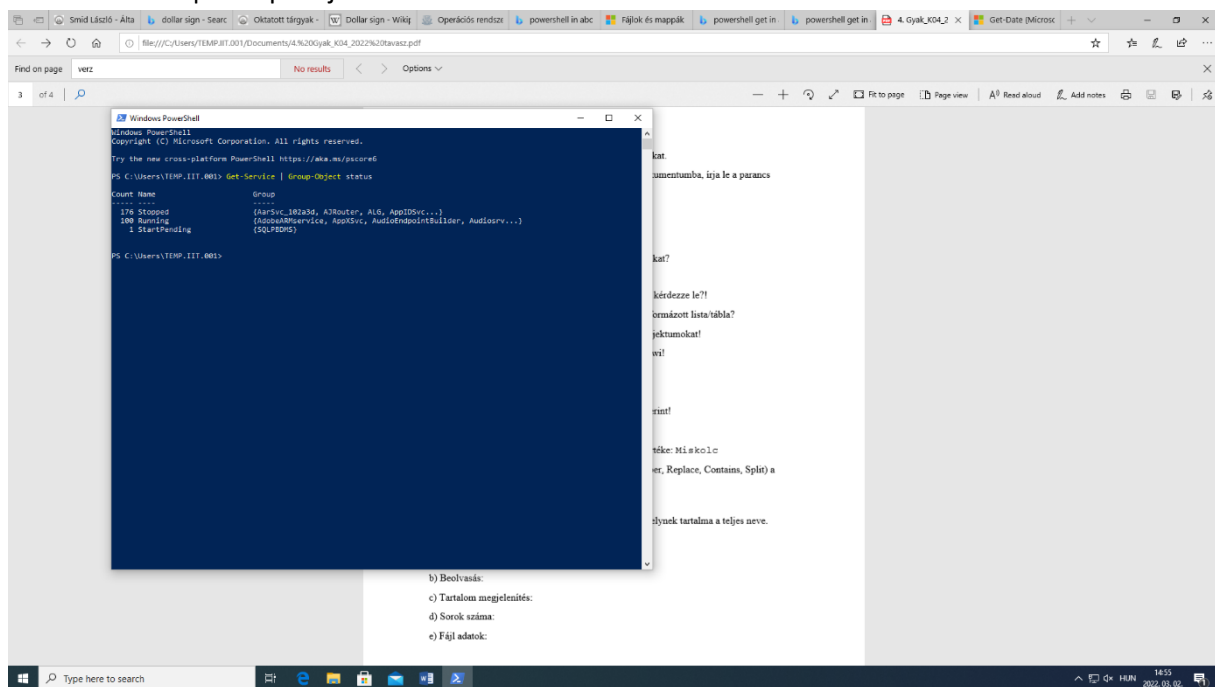 Smid László - Álta
dollar sign - Searc
Oktatott tárgyak -
Dollar sign - Wikip
Operációs rendsze
powershell in abc
Fájlok és mappák
powershell get in
powershell get in
4. Gyak_K04_2
Get-Date (Microsc
file:///C:/Users/TEMP.IIT.001/Documents/4.%20Gyak_K04_2022%20tavasz.pdf
Find on page verz No results Options
3 of 4 Fit to page Page view Read aloud Add notes
Windows PowerShell
Windows PowerShell
Copyright (C) Microsoft Corporation. All rights reserved.
Try the new cross-platform PowerShell https://aka.ms/pscore6
PS C:\Users\TEMP.IIT.001> Get-Service | Group-Object status
Count Name Group
----- ---- -----
176 Stopped {AarSvc_102a3d, AJRouter, ALG, AppIDSvc...}
100 Running {AdobeARMservice, AppXSvc, AudioEndpointBuilder, Audiosrv...}
1 StartPending {SQLPBDMS}
PS C:\Users\TEMP.IIT.001>
kat.
umentumba, írja le a parancs
kat?
kérdezze le?!
ormázott lista/tábla?
jektumokat!
wi!
rint!
téke: Miskolc
er, Replace, Contains, Split) a
elynek tartalma a teljes neve.
b) Beolvasás:
c) Tartalom megjelenítés:
d) Sorok száma:
e) Fájl adatok:
Type here to search
HUN
14:55
2022. 03. 02.